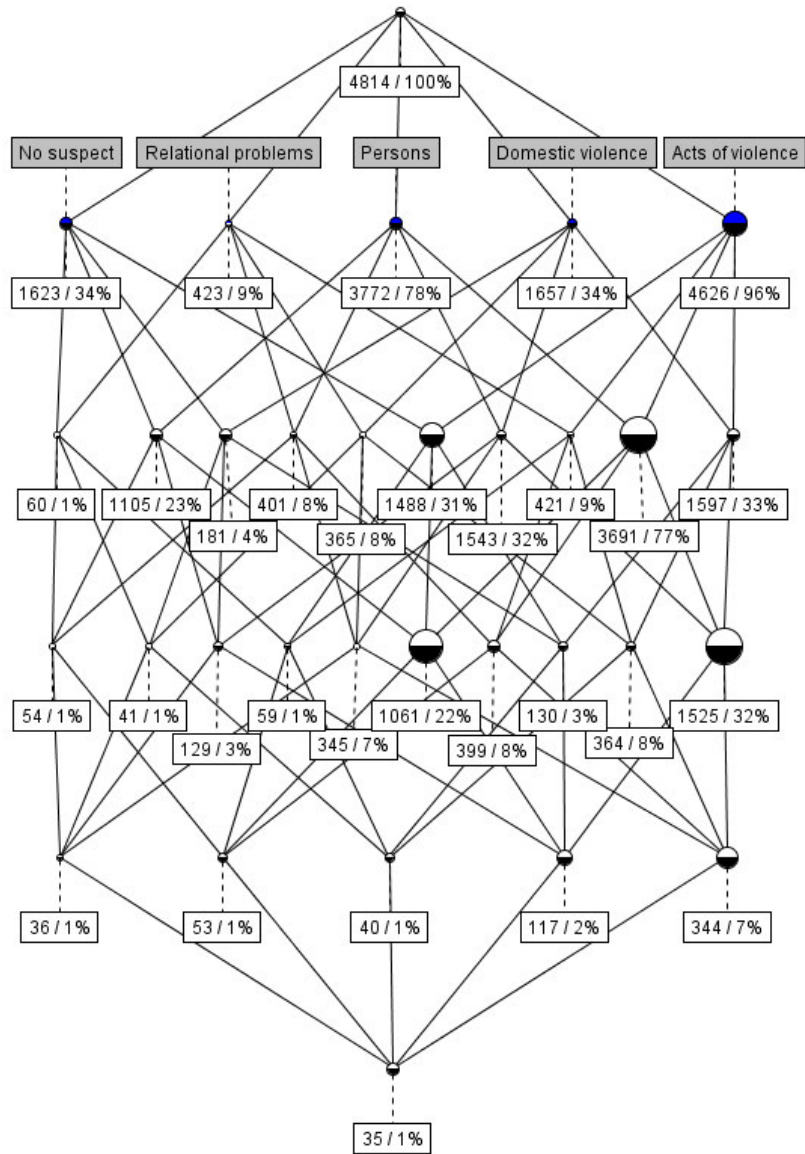 4814 / 100%
No suspect
Relational problems
Persons
Domestic violence
Acts of violence
1623 / 34%
423 / 9%
3772 / 78%
1657 / 34%
4626 / 96%
60 / 1%
1105 / 23%
181 / 4%
401 / 8%
365 / 8%
1488 / 31%
1543 / 32%
421 / 9%
3691 / 77%
1597 / 33%
54 / 1%
41 / 1%
129 / 3%
59 / 1%
345 / 7%
1061 / 22%
399 / 8%
130 / 3%
364 / 8%
1525 / 32%
36 / 1%
53 / 1%
40 / 1%
117 / 2%
344 / 7%
35 / 1%